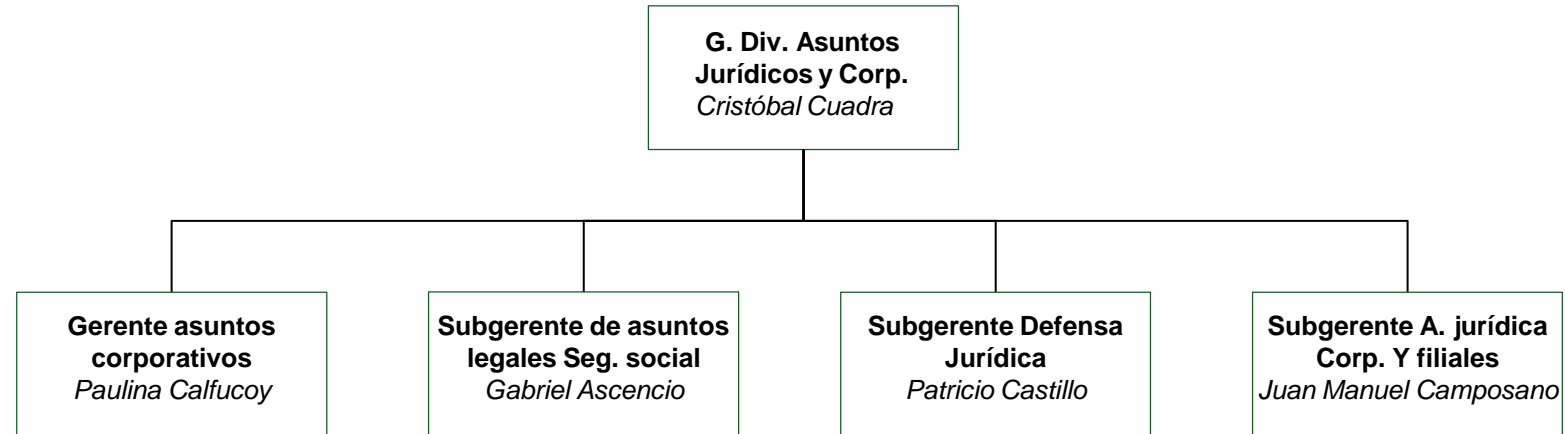 G. Div. Asuntos
Jurídicos y Corp.
Cristóbal Cuadra
Gerente asuntos
corporativos
Paulina Calfucoy
Subgerente de asuntos
legales Seg. social
Gabriel Ascencio
Subgerente Defensa
Jurídica
Patricio Castillo
Subgerente A. jurídica
Corp. Y filiales
Juan Manuel Camposano